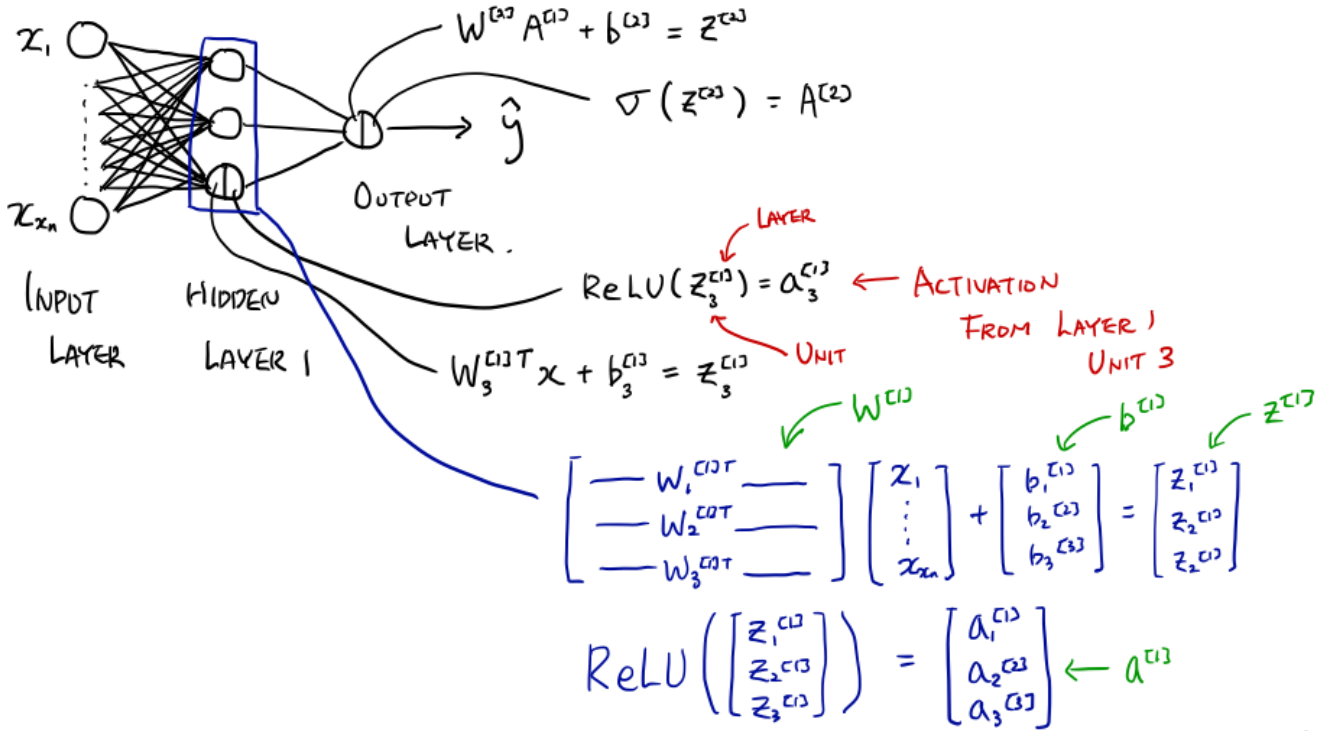 x₁
W^[2] A^[1] + b^[2] = z^[2]
σ(z^[2]) = A^[2]
ŷ
x_xₙ
OUTPUT
LAYER.
INPUT
LAYER
HIDDEN
LAYER 1
LAYER
ReLU(z₃^[1]) = a₃^[1] ← ACTIVATION
FROM LAYER 1
UNIT 3
UNIT
W₃^[1]T x + b₃^[1] = z₃^[1]
W^[1]
b^[1]
z^[1]
[— W₁^[1]T —] [x₁] + [b₁^[1]] = [z₁^[1]]
[— W₂^[1]T —] [⋮] [b₂^[2]] [z₂^[1]]
[— W₃^[1]T —] [x_xₙ] [b₃^[3]] [z₂^[1]]
ReLU([z₁^[1]]) = [a₁^[1]]
[z₂^[1]] [a₂^[2]] ← a^[1]
[z₃^[1]] [a₃^[3]]